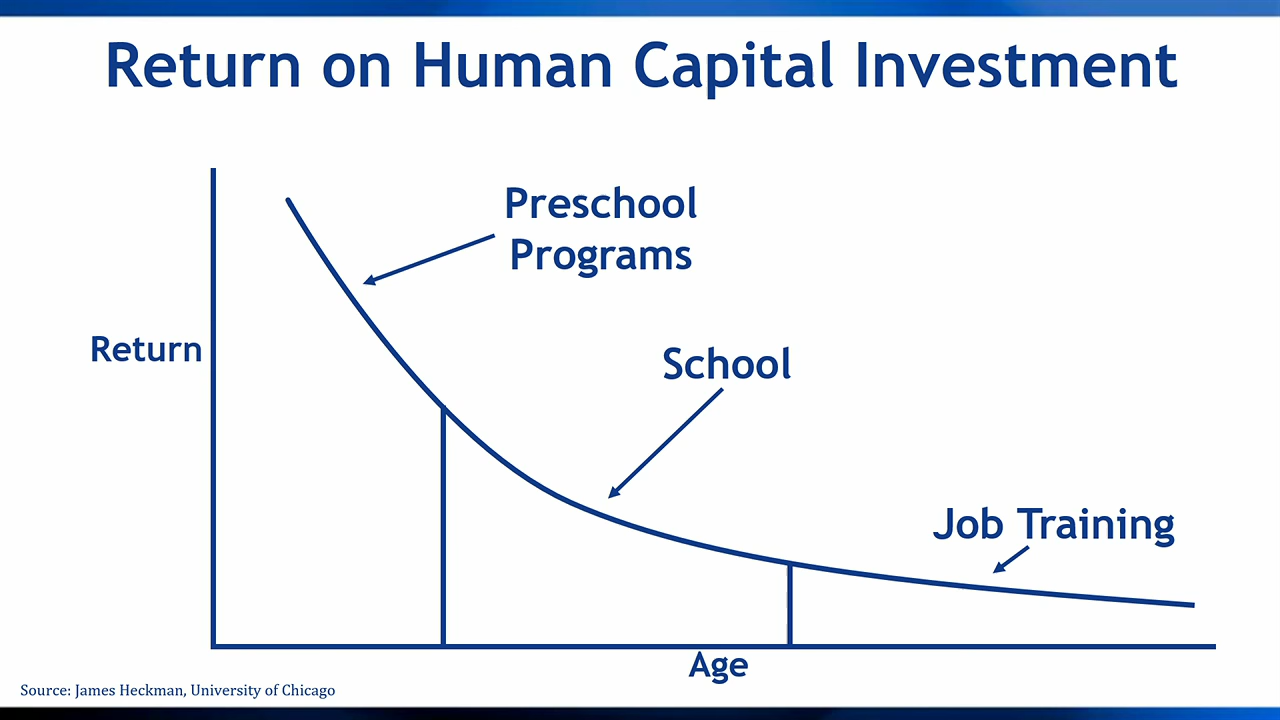 Return on Human Capital Investment
Preschool
Programs
Return
School
Job Training
Age
Source: James Heckman, University of Chicago